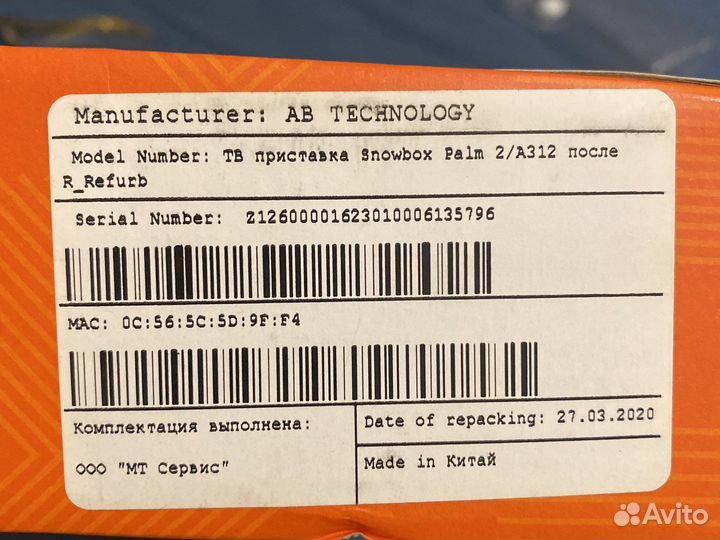 Manufacturer: AB TECHNOLOGY
Model Number: ТВ приставка Snowbox Palm 2/A312 после
R_Refurb
Serial Number: Z12600001623010006135796
MAC: 0C:56:5C:5D:9F:F4
Комплектация выполнена:
ООО "МТ Сервис"
Date of repacking: 27.03.2020
Made in Китай
Avito